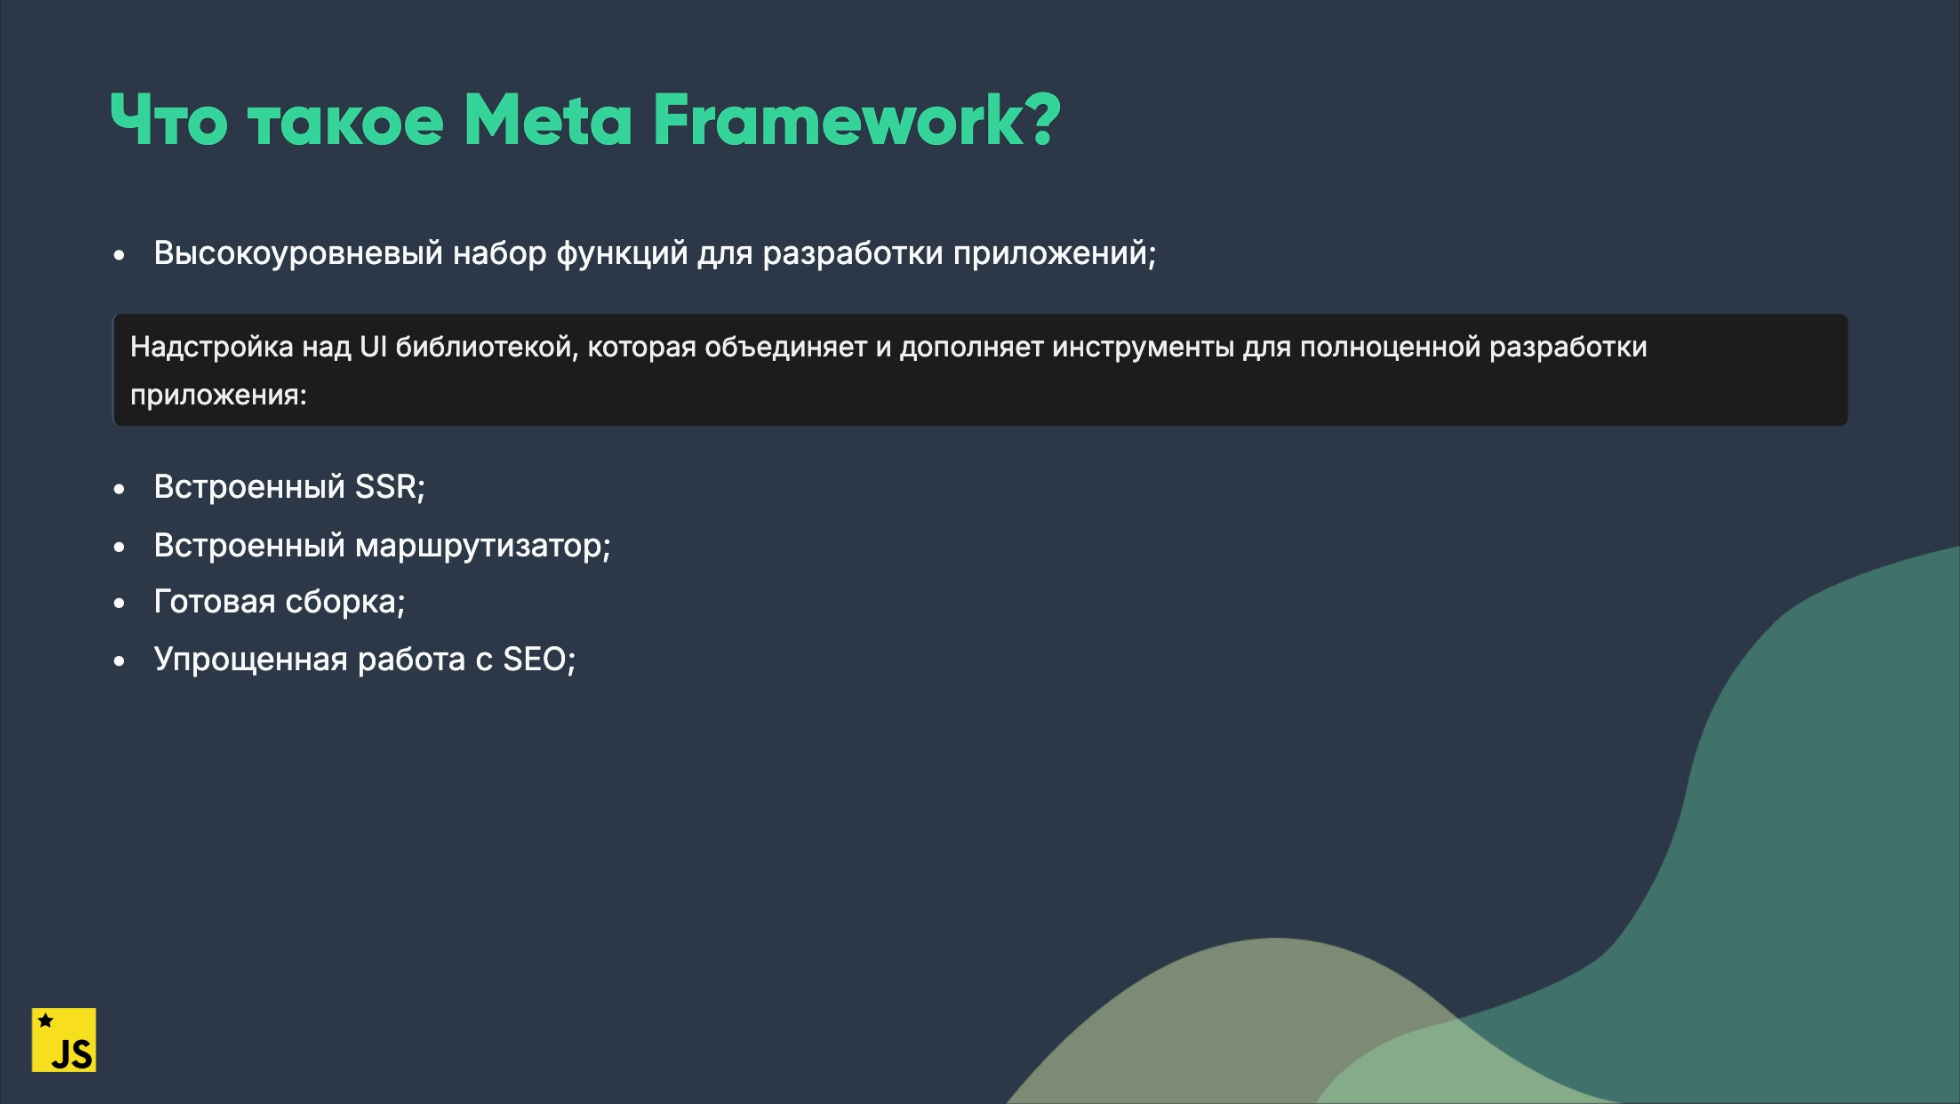 Что такое Meta Framework?
• Высокоуровневый набор функций для разработки приложений;
Надстройка над UI библиотекой, которая объединяет и дополняет инструменты для полноценной разработки
приложения:
• Встроенный SSR;
• Встроенный маршрутизатор;
• Готовая сборка;
• Упрощенная работа с SEO;
JS